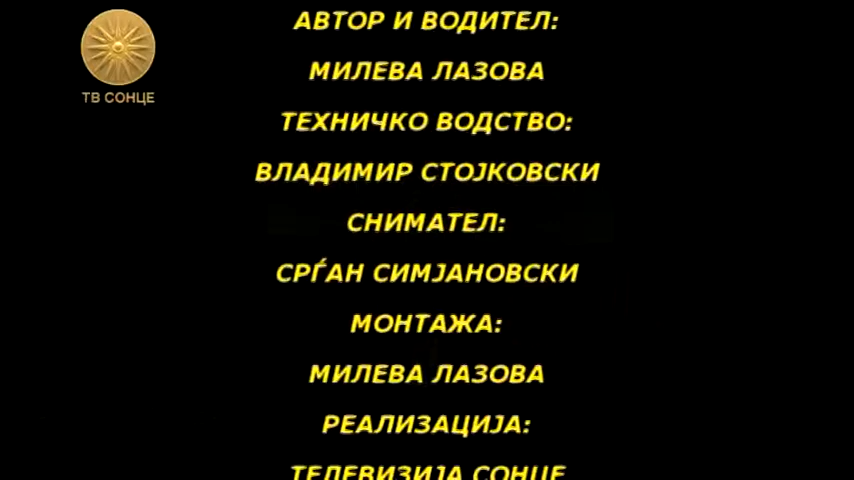 ТВ СОНЦЕ
АВТОР И ВОДИТЕЛ:
МИЛЕВА ЛАЗОВА
ТЕХНИЧКО ВОДСТВО:
ВЛАДИМИР СТОЈКОВСКИ
СНИМАТЕЛ:
СРЃАН СИМЈАНОВСКИ
МОНТАЖА:
МИЛЕВА ЛАЗОВА
РЕАЛИЗАЦИЈА:
ТЕЛЕВИЗИЈА СОНЦЕ